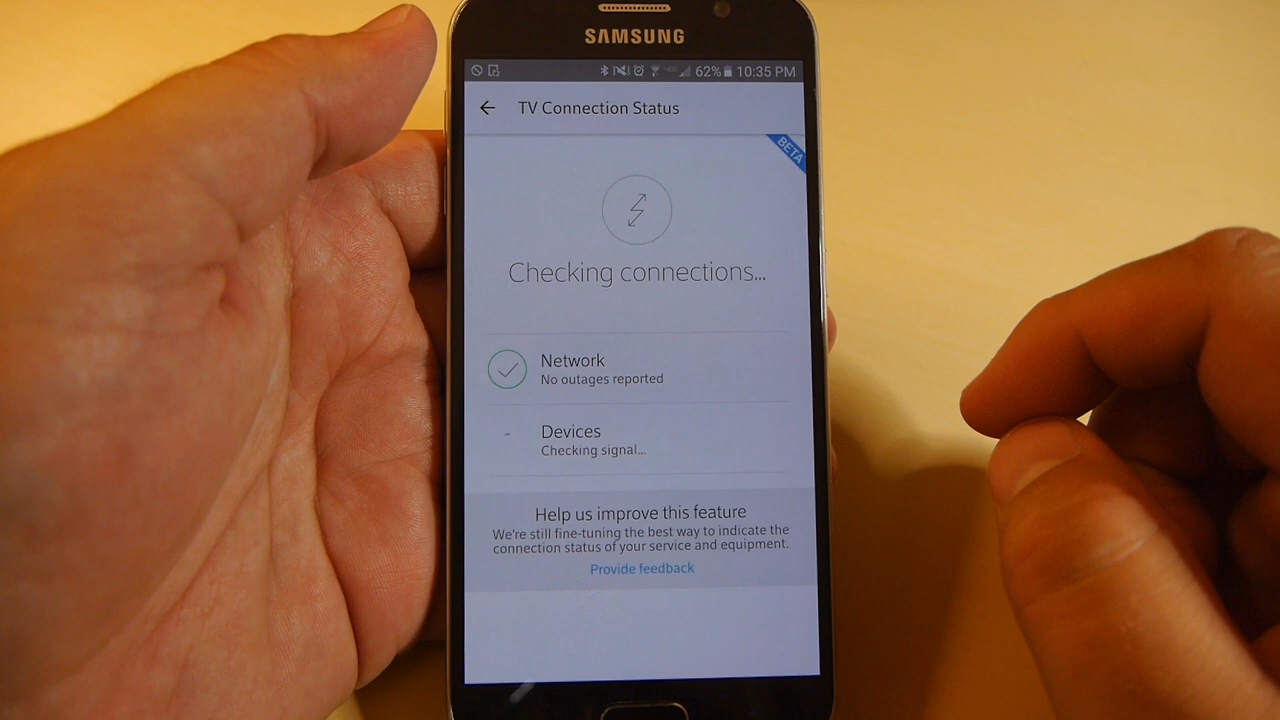 SAMSUNG
62% 10:35 PM
TV Connection Status
BETA
Checking connections...
Network
No outages reported
Devices
Checking signal...
Help us improve this feature
We're still fine-tuning the best way to indicate the
connection status of your service and equipment.
Provide feedback